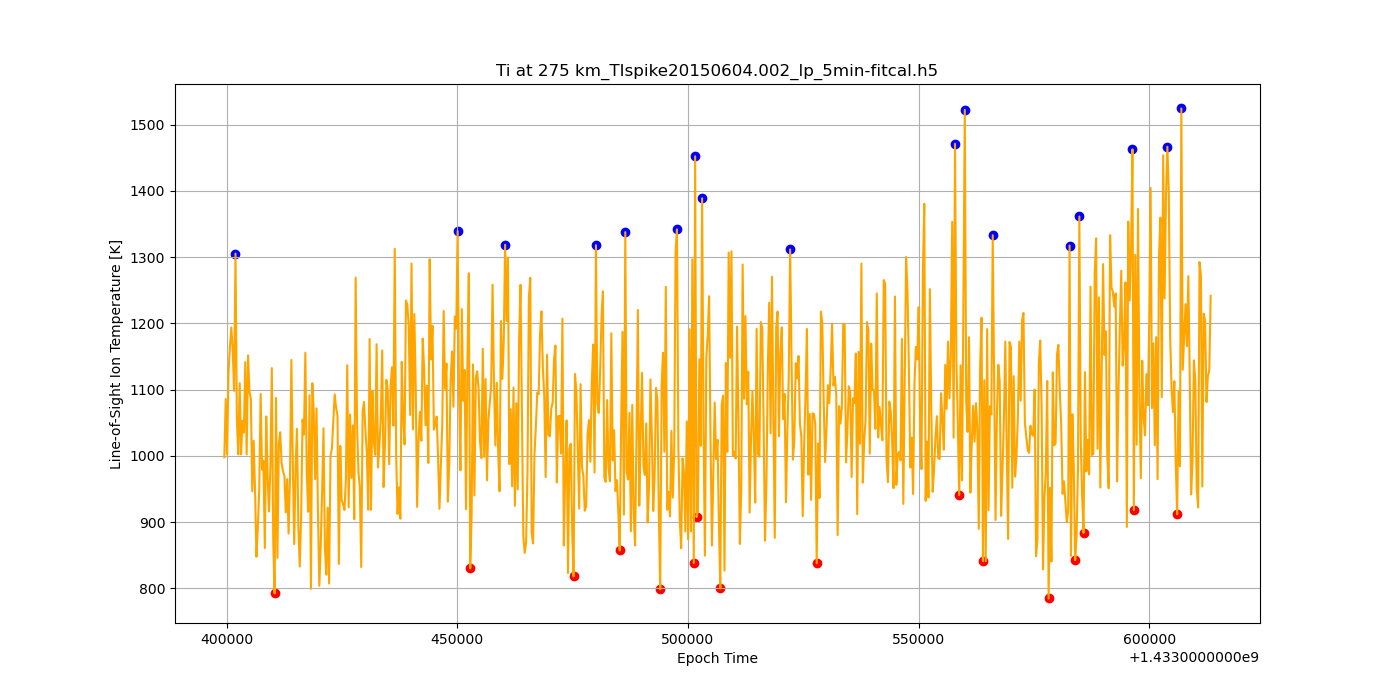 Ti at 275 km_TIspike20150604.002_lp_5min-fitcal.h5
Line-of-Sight Ion Temperature [K]
1500
1400
1300
1200
1100
1000
900
800
400000 450000 500000 550000 600000
Epoch Time
+1.4330000000e9